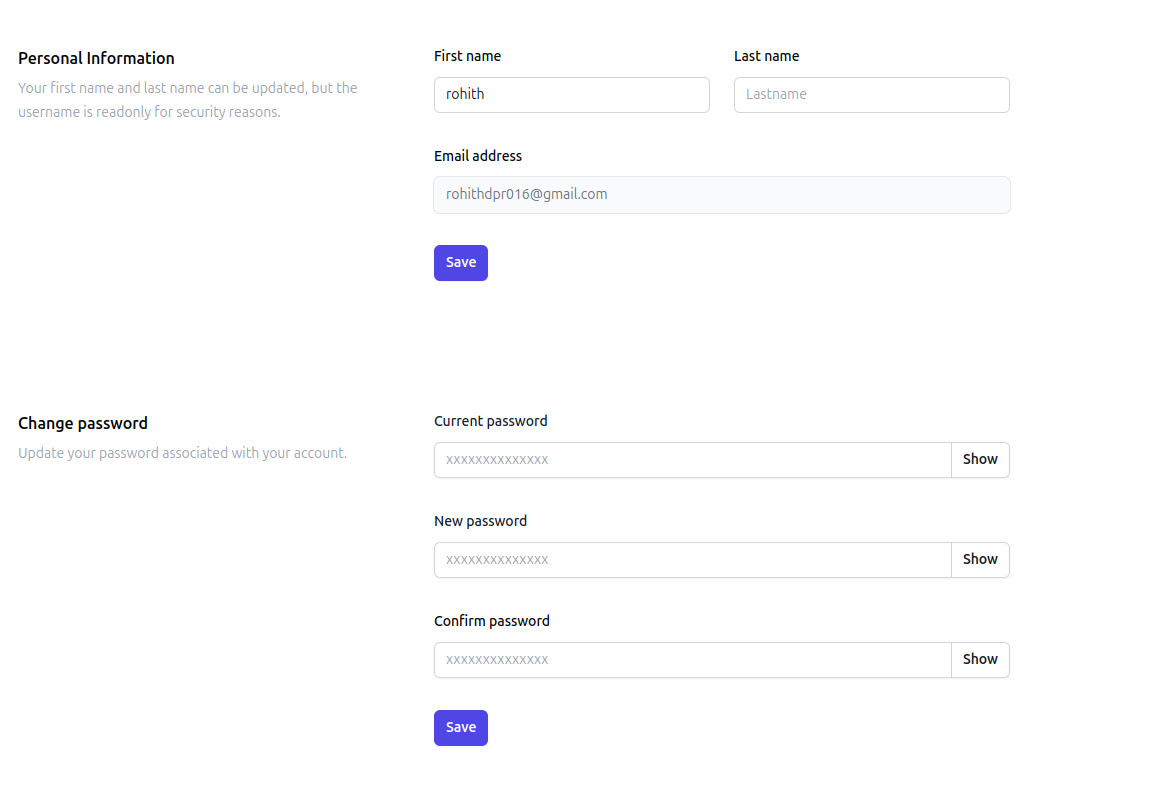 Personal Information
Your first name and last name can be updated, but the
username is readonly for security reasons.
First name
Last name
rohith
Lastname
Email address
rohithdpr016@gmail.com
Save
Change password
Update your password associated with your account.
Current password
xxxxxxxxxxxxxx
Show
New password
xxxxxxxxxxxxxx
Show
Confirm password
xxxxxxxxxxxxxx
Show
Save